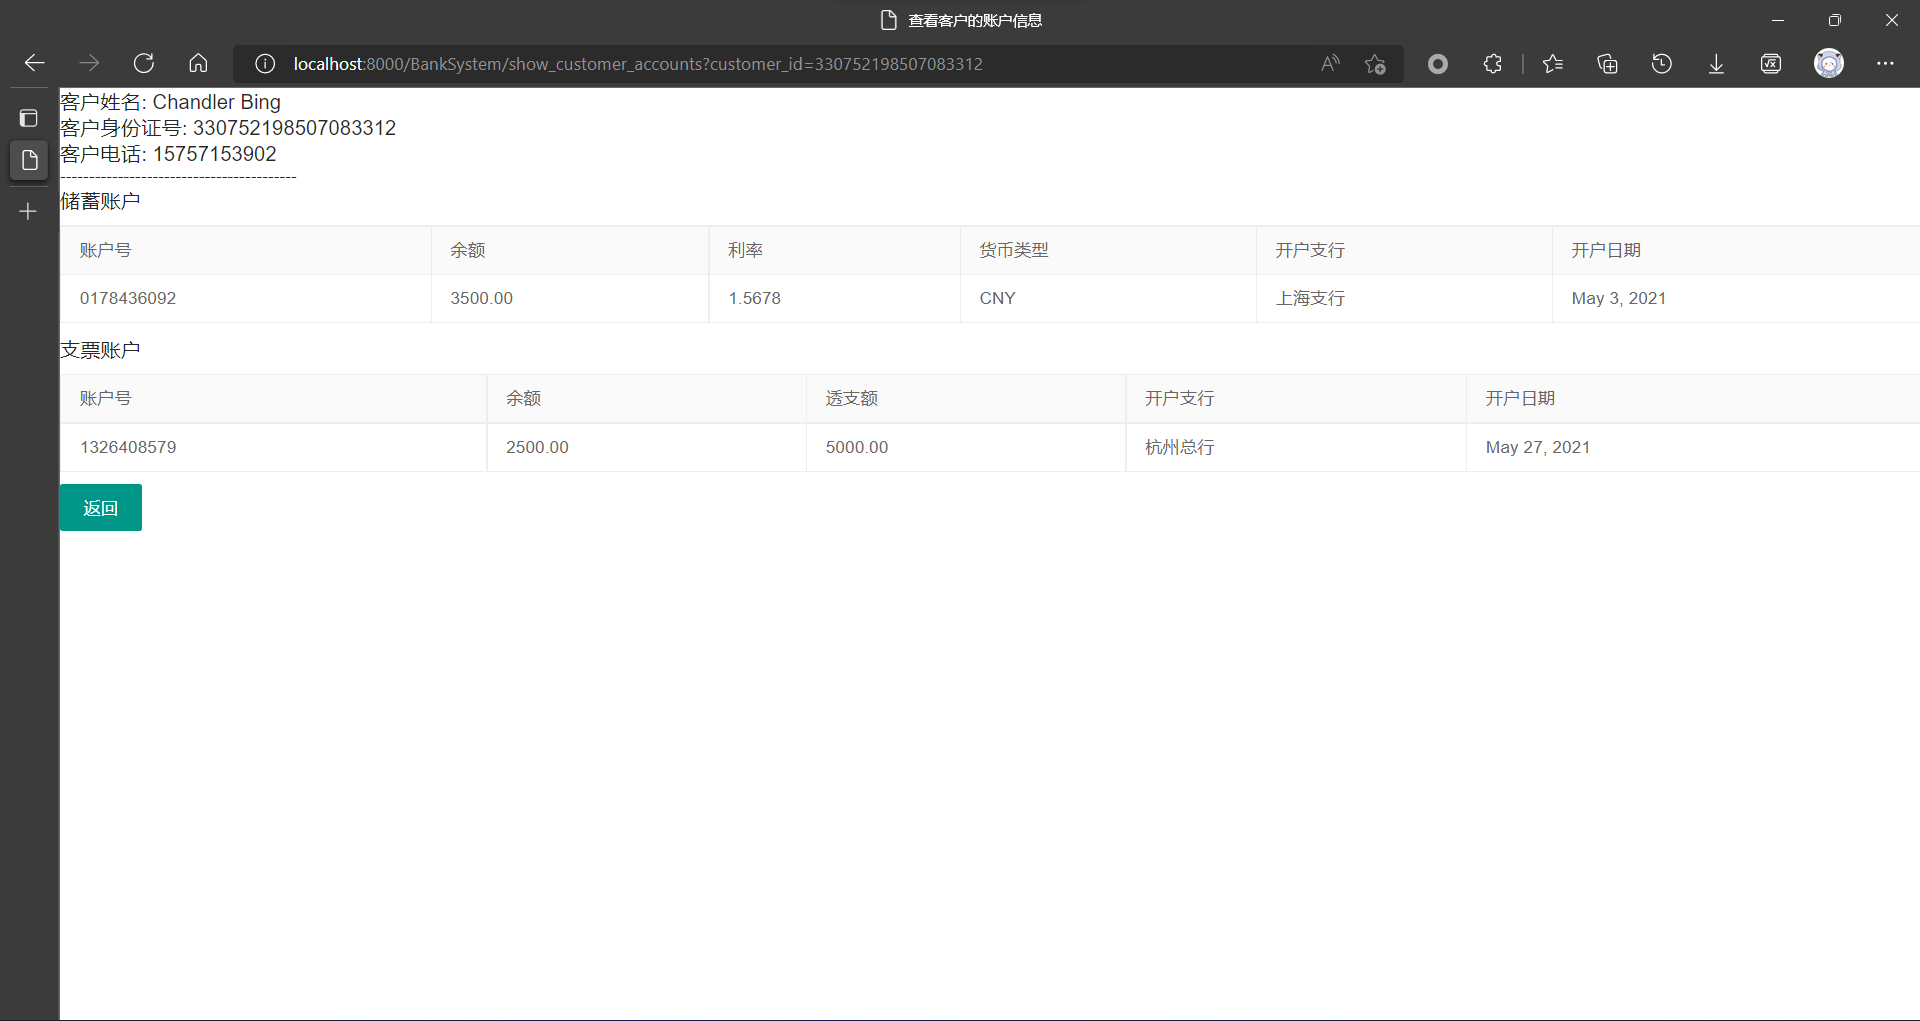 查看客户的账户信息
localhost:8000/BankSystem/show_customer_accounts?customer_id=330752198507083312
客户姓名: Chandler Bing
客户身份证号: 330752198507083312
客户电话: 15757153902
-----------------------------------------
储蓄账户
账户号 余额 利率 货币类型 开户支行 开户日期
0178436092 3500.00 1.5678 CNY 上海支行 May 3, 2021
支票账户
账户号 余额 透支额 开户支行 开户日期
1326408579 2500.00 5000.00 杭州总行 May 27, 2021
返回